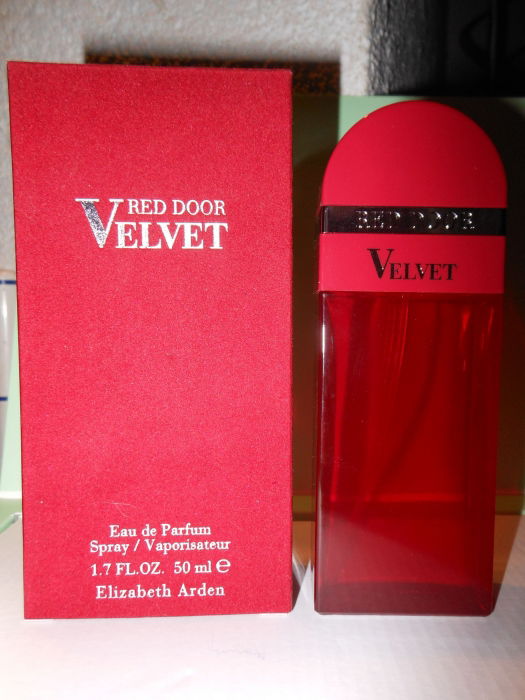 RED DOOR
VELVET
Eau de Parfum
Spray / Vaporisateur
1.7 FL.OZ. 50 ml ℮
Elizabeth Arden
RED DOOR
VELVET